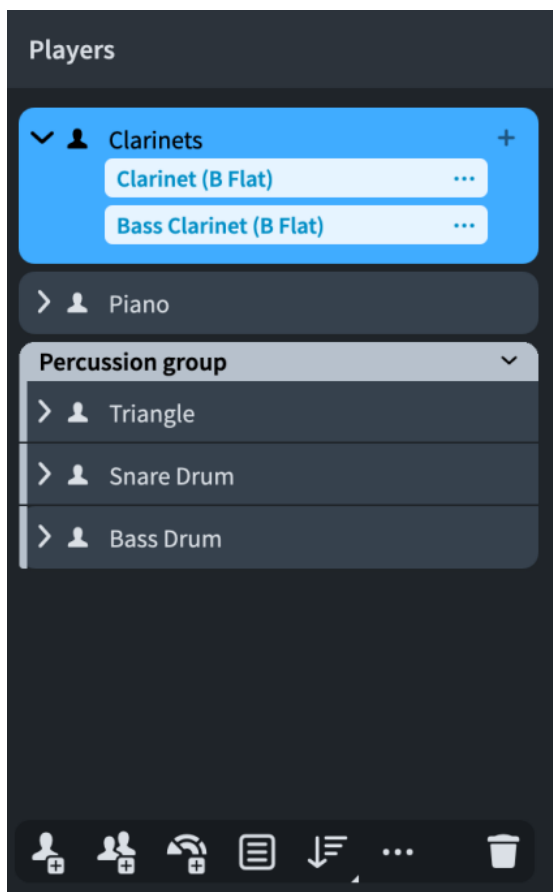 Players
Clarinets
Clarinet (B Flat)
Bass Clarinet (B Flat)
Piano
Percussion group
Triangle
Snare Drum
Bass Drum